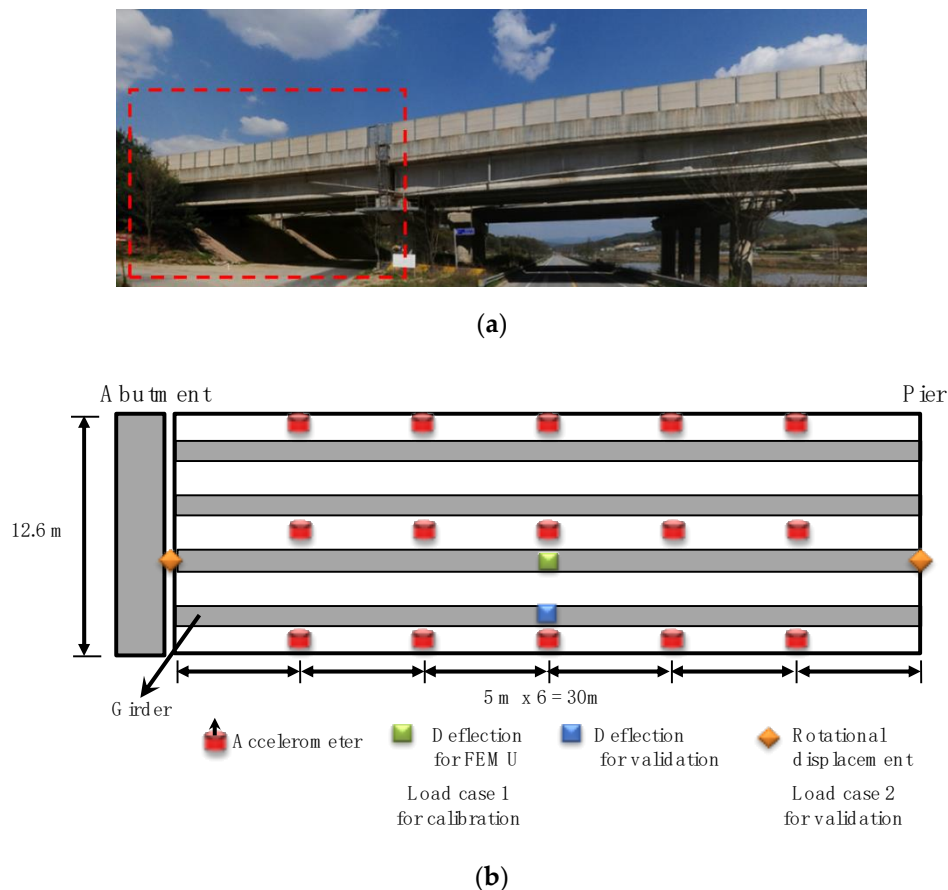 (a)
Abutment
Pier
12.6 m
5 m x 6 = 30m
Girder
Accelerometer
Deflection
for FEMU
Load case 1
for calibration
Deflection
for validation
Rotational
displacement
Load case 2
for validation
(b)